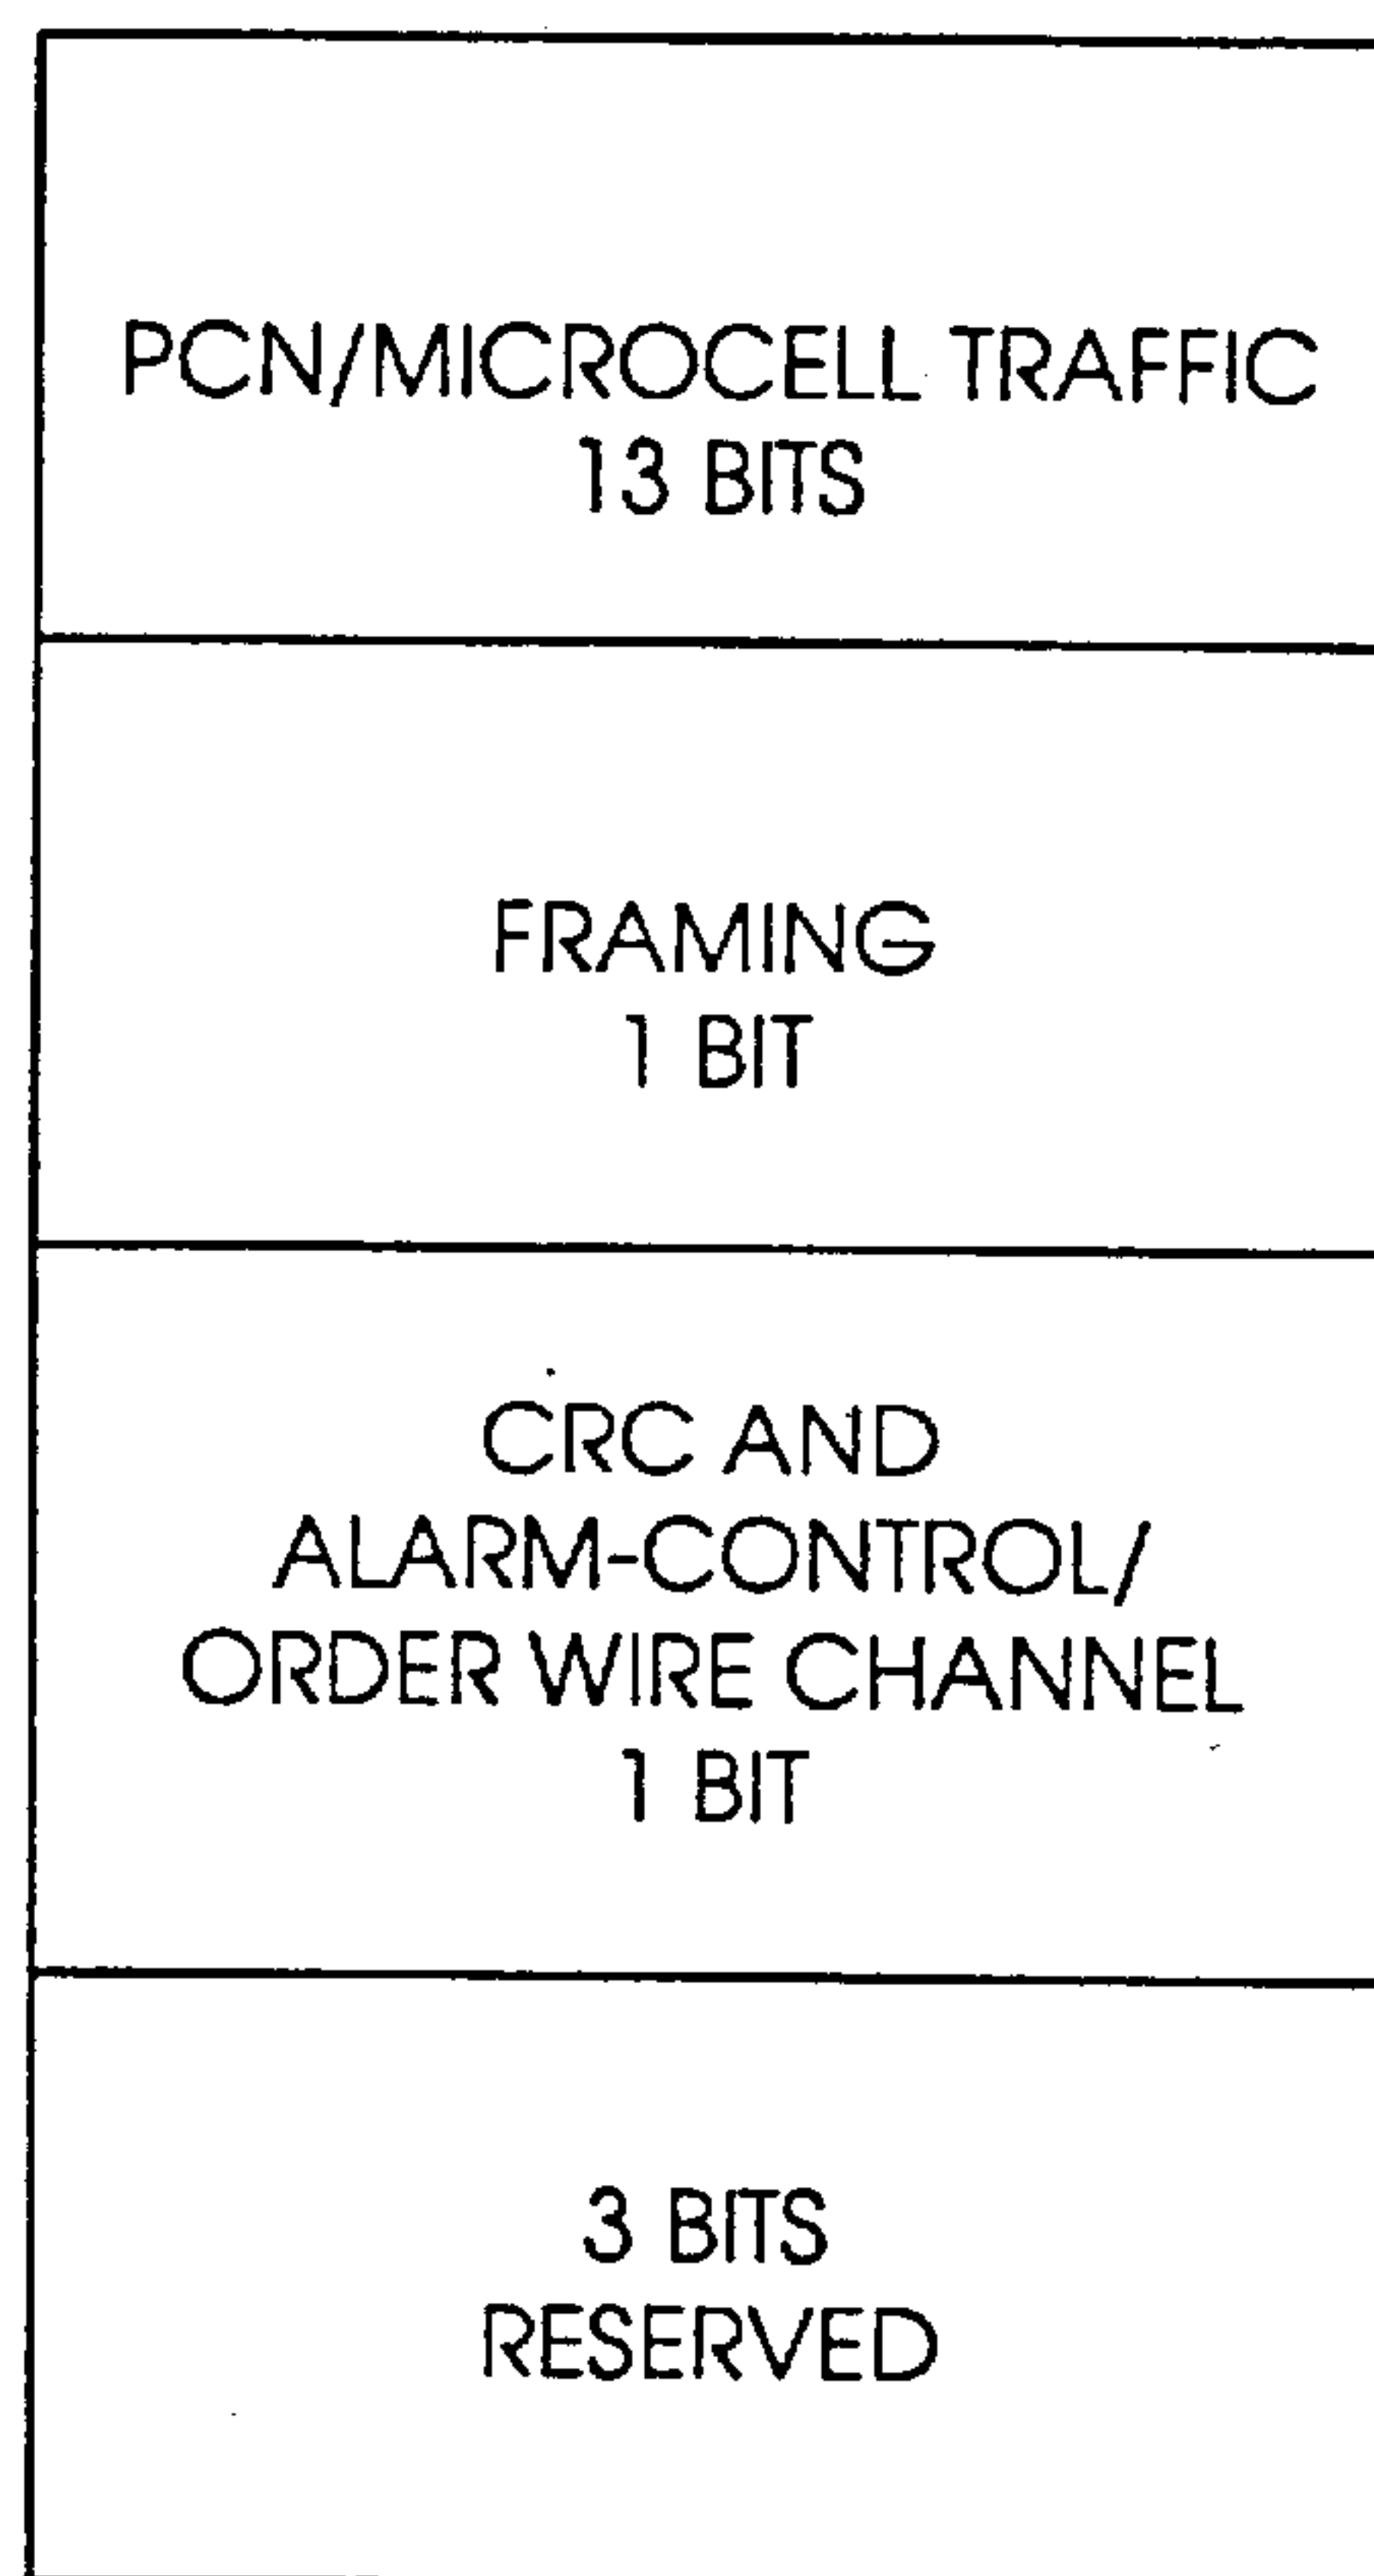 PCN/MICROCELL TRAFFIC
13 BITS
FRAMING
1 BIT
CRC AND
ALARM-CONTROL/
ORDER WIRE CHANNEL
1 BIT
3 BITS
RESERVED